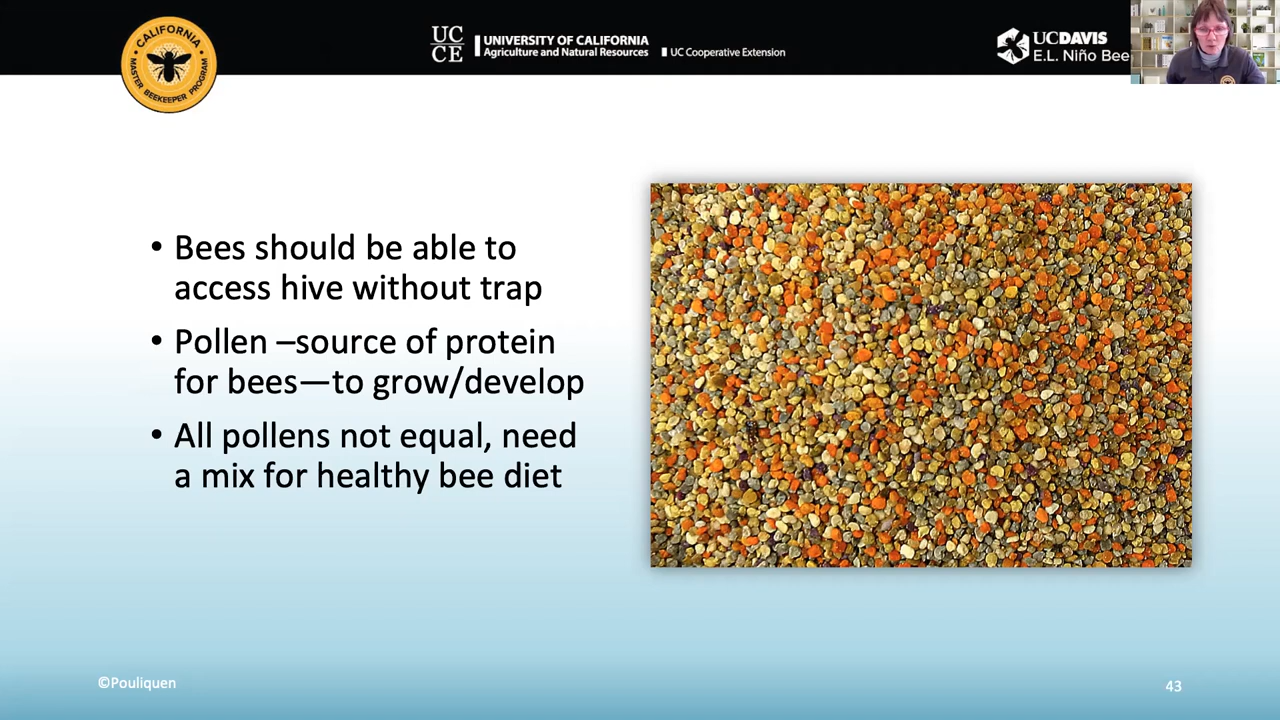 CALIFORNIA
MASTER BEEKEEPER PROGRAM
UC
CE
UNIVERSITY OF CALIFORNIA
Agriculture and Natural Resources
UC Cooperative Extension
UCDAVIS
E.L. Niño Bee
• Bees should be able to
access hive without trap
• Pollen –source of protein
for bees—to grow/develop
• All pollens not equal, need
a mix for healthy bee diet
©Pouliquen
43